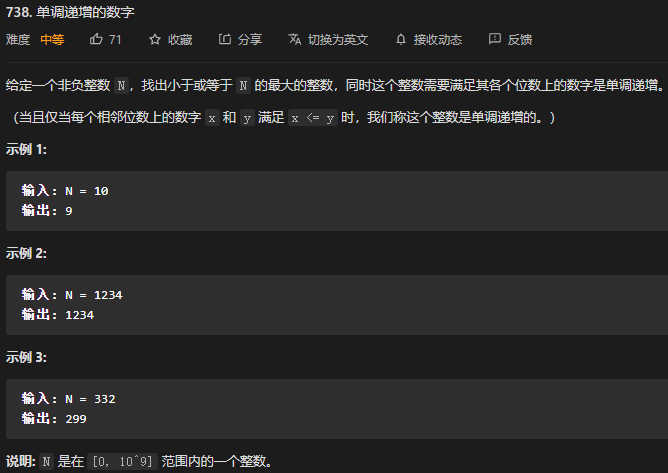 738. 单调递增的数字
难度 中等 71 收藏 分享 切换为英文 接收动态 反馈
给定一个非负整数 N，找出小于或等于 N 的最大的整数，同时这个整数需要满足其各个位数上的数字是单调递增。
（当且仅当每个相邻位数上的数字 x 和 y 满足 x <= y 时，我们称这个整数是单调递增的。）
示例 1:
输入: N = 10
输出: 9
示例 2:
输入: N = 1234
输出: 1234
示例 3:
输入: N = 332
输出: 299
说明: N 是在 [0, 10^9] 范围内的一个整数。